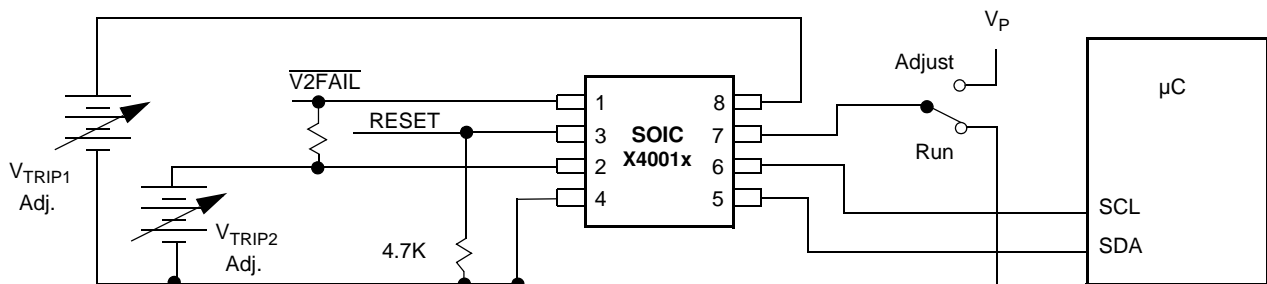 V_P
Adjust
V2FAIL
µC
1
8
RESET
3
SOIC
7
X4001x
Run
2
6
V_TRIP1
Adj.
4
5
SCL
V_TRIP2
Adj.
4.7K
SDA